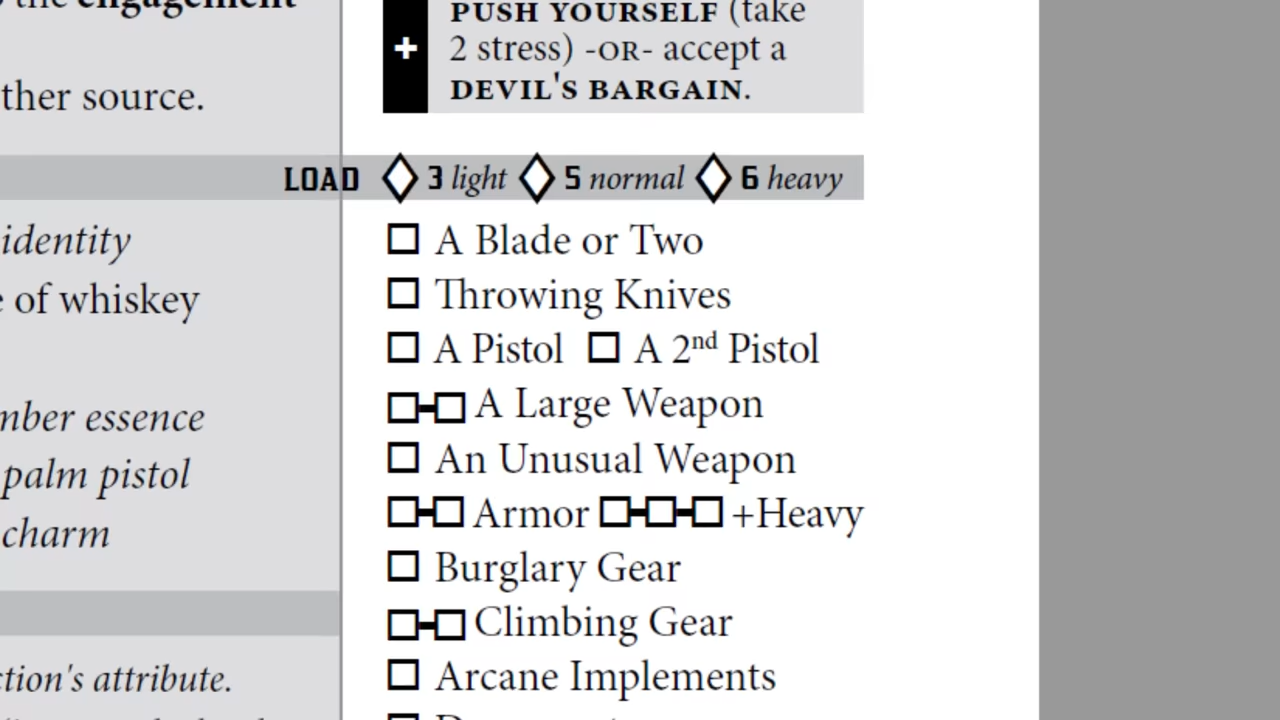 the engagement
PUSH YOURSELF (take
+ 2 stress) -OR- accept a
DEVIL'S BARGAIN.
ther source.
LOAD 3 light 5 normal 6 heavy
identity
of whiskey
essence
palm pistol
charm
A Blade or Two
Throwing Knives
A Pistol A 2nd Pistol
A Large Weapon
An Unusual Weapon
Armor +Heavy
Burglary Gear
Climbing Gear
Arcane Implements
ction's attribute.